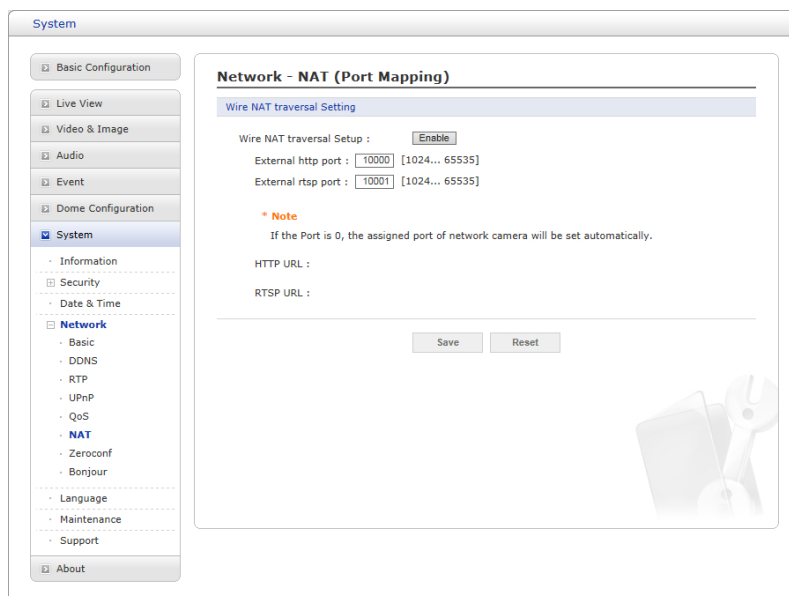 System
Basic Configuration
Live View
Video & Image
Audio
Event
Dome Configuration
System
Information
Security
Date & Time
Network
Basic
DDNS
RTP
UPnP
QoS
NAT
Zeroconf
Bonjour
Language
Maintenance
Support
About
Network - NAT (Port Mapping)
Wire NAT traversal Setting
Wire NAT traversal Setup : Enable
External http port : 10000 [1024... 65535]
External rtsp port : 10001 [1024... 65535]
* Note
If the Port is 0, the assigned port of network camera will be set automatically.
HTTP URL :
RTSP URL :
Save Reset